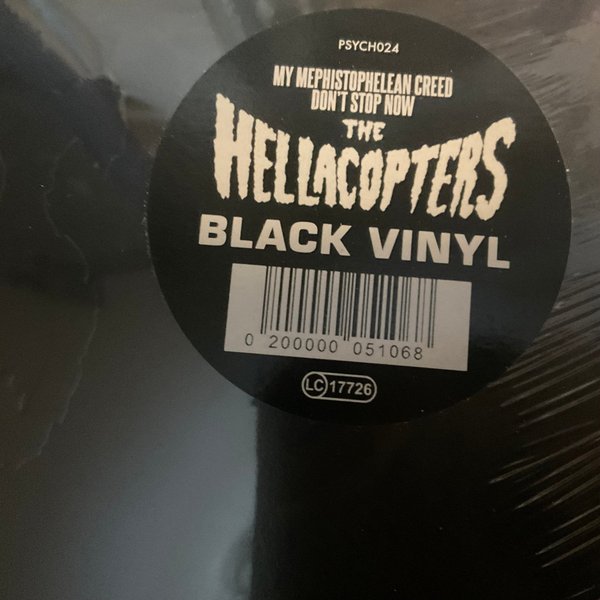 PSYCH024
MY MEPHISTOPHELEAN CREED
DON'T STOP NOW
THE
HELLACOPTERS
BLACK VINYL
0 200000 051068
LC 17726